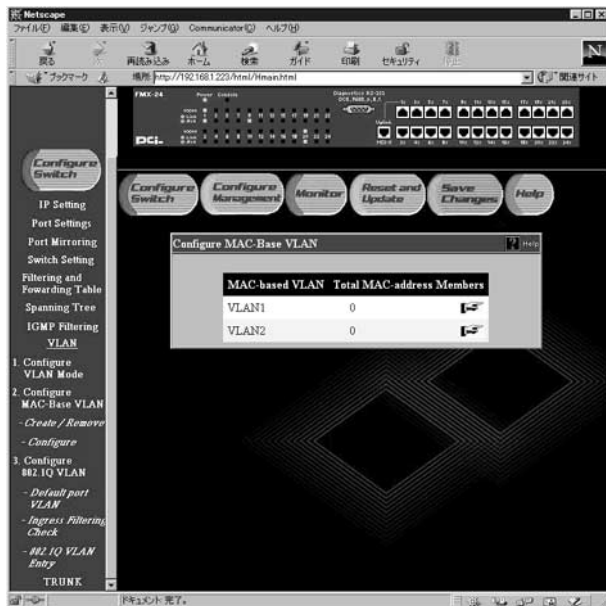 Netscape
ファイル(F) 編集(E) 表示(V) ジャンプ(G) Communicator(C) ヘルプ(H)
戻る 再読み込み ホーム 検索 ガイド 印刷 セキュリティ
ブックマーク 場所: http://192.168.1.223/html/Hmain.html 関連サイト
FMX-24 Power Console Diagnostics RS-232
PCi
Configure Switch
IP Setting
Port Settings
Port Mirroring
Switch Setting
Filtering and
Fowarding Table
Spanning Tree
IGMP Filtering
VLAN
1. Configure
VLAN Mode
2. Configure
MAC-Base VLAN
- Create / Remove
- Configure
3. Configure
802.1Q VLAN
- Default port
VLAN
- Ingress Filtering
Check
- 802.1Q VLAN
Entry
TRUNK
Configure Switch Configure Management Monitor Reset and Update Save Changes Help
Configure MAC-Base VLAN ? Help
MAC-based VLAN Total MAC-address Members
VLAN1 0
VLAN2 0
ドキュメント完了。